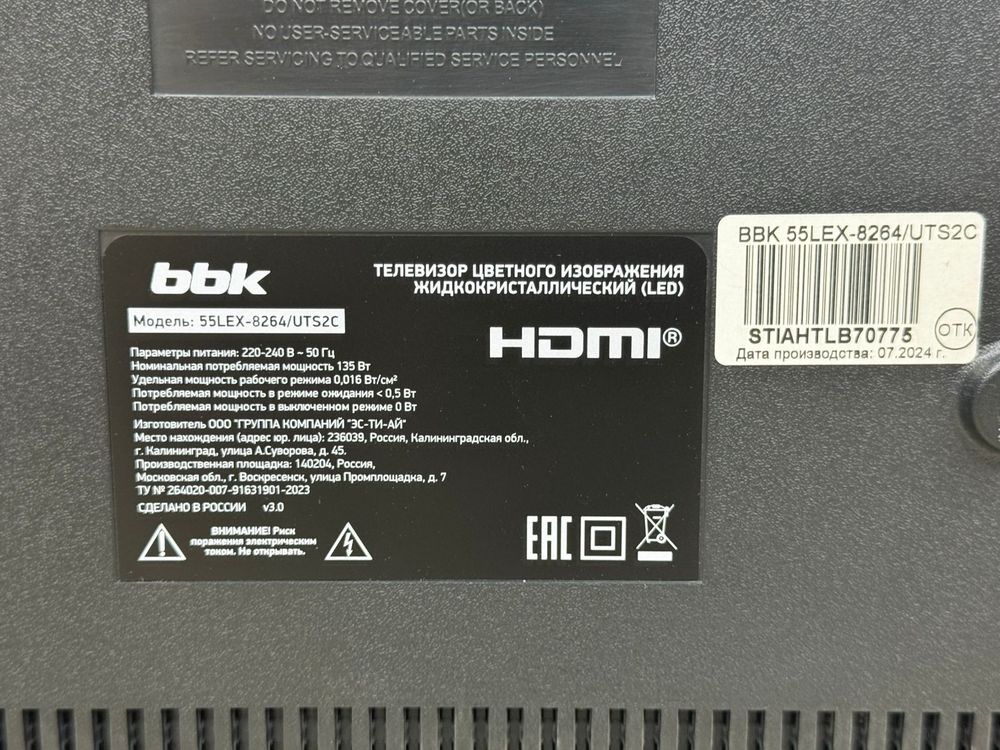 DO NOT REMOVE COVER(OR BACK)
NO USER-SERVICEABLE PARTS INSIDE
REFER SERVICING TO QUALIFIED SERVICE PERSONNEL
BBK 55LEX-8264/UTS2C
STIAHTLB70775
ОТК
Дата производства: 07.2024 г.
bbk
ТЕЛЕВИЗОР ЦВЕТНОГО ИЗОБРАЖЕНИЯ
ЖИДКОКРИСТАЛЛИЧЕСКИЙ (LED)
Модель: 55LEX-8264/UTS2C
HDMI®
Параметры питания: 220-240 В ~ 50 Гц
Номинальная потребляемая мощность 135 Вт
Удельная мощность рабочего режима 0,016 Вт/см²
Потребляемая мощность в режиме ожидания < 0,5 Вт
Потребляемая мощность в выключенном режиме 0 Вт
Изготовитель ООО "ГРУППА КОМПАНИЙ "ЭС-ТИ-АЙ"
Место нахождения (адрес юр. лица): 236039, Россия, Калининградская обл.,
г. Калининград, улица А.Суворова, д. 45.
Производственная площадка: 140204, Россия,
Московская обл., г. Воскресенск, улица Промплощадка, д. 7
ТУ № 264020-007-91631901-2023
СДЕЛАНО В РОССИИ v3.0
ВНИМАНИЕ! Риск
поражения электрическим
током. Не открывать.
EAC